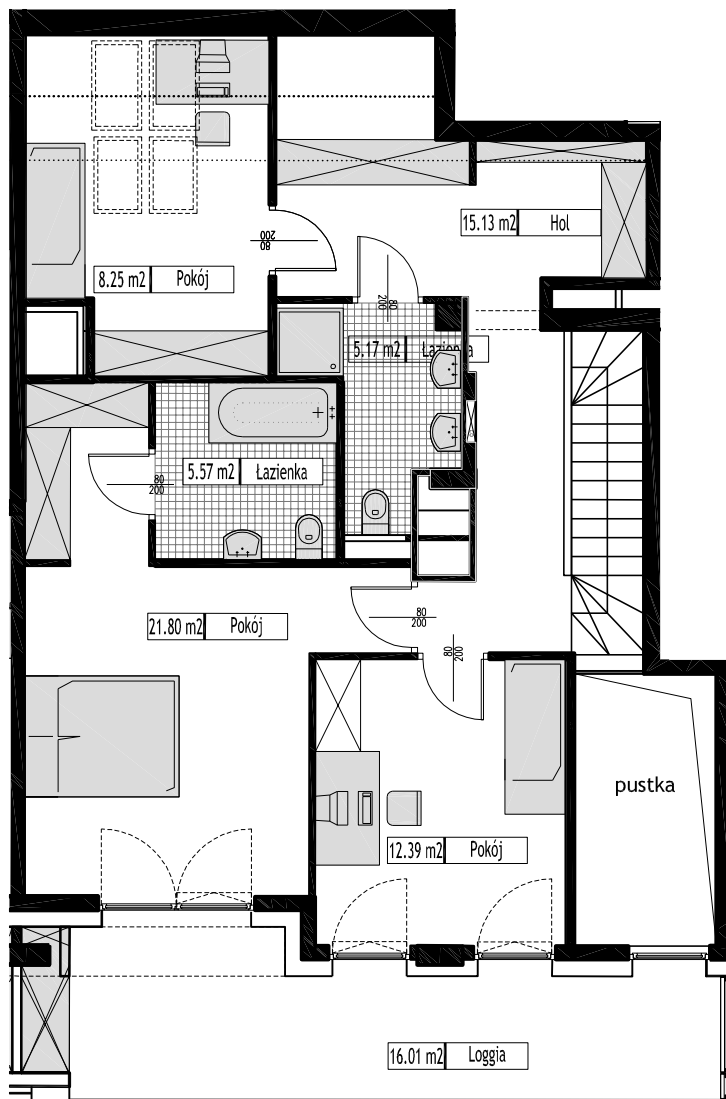 15.13 m2 Hol
80
200
8.25 m2 Pokój
80
200
5.17 m2 Łazienka
5.57 m2 Łazienka
80
200
21.80 m2 Pokój
80
200
80
200
pustka
12.39 m2 Pokój
16.01 m2 Loggia